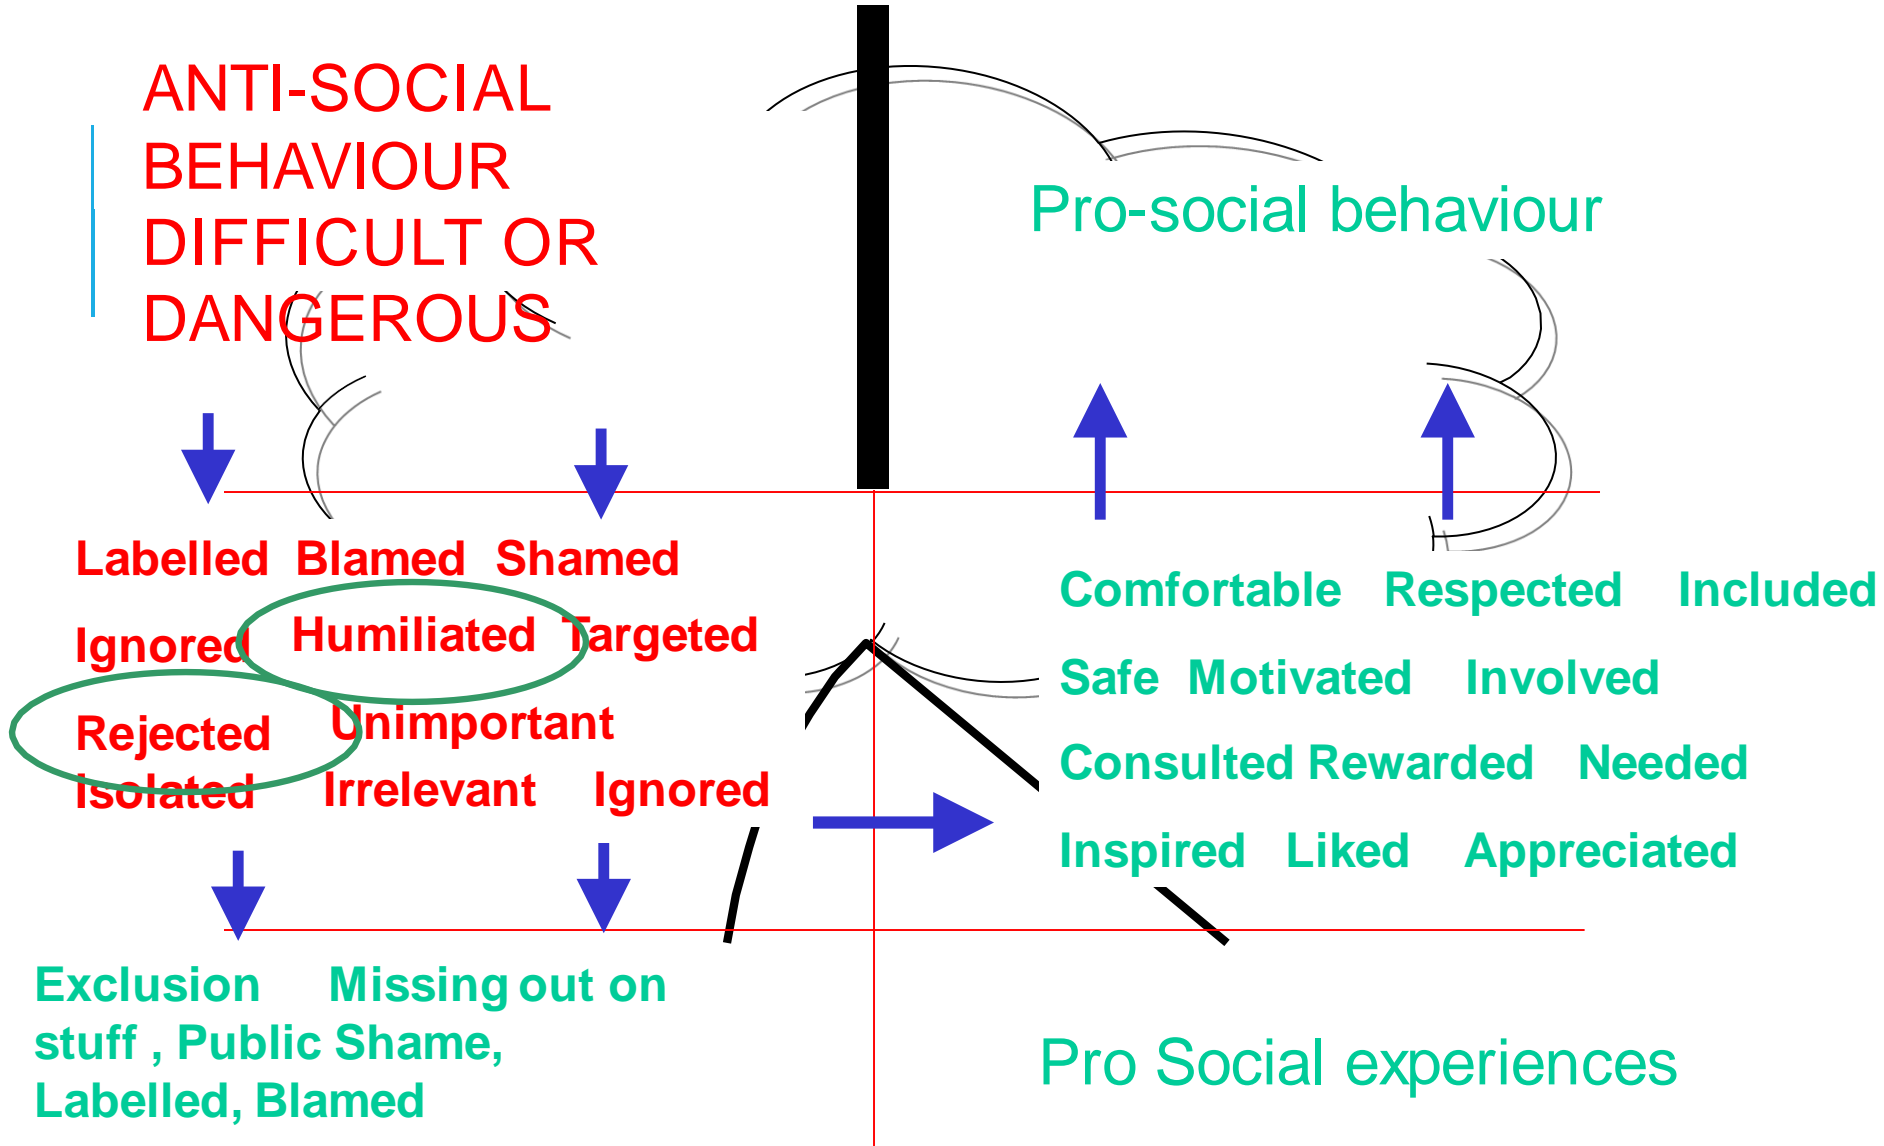 ANTI-SOCIAL
BEHAVIOUR
DIFFICULT OR
DANGEROUS
Pro-social behaviour
Labelled Blamed Shamed
Ignored Humiliated Targeted
Rejected Unimportant
isolated Irrelevant Ignored
Comfortable Respected Included
Safe Motivated Involved
Consulted Rewarded Needed
Inspired Liked Appreciated
Exclusion Missing out on
stuff , Public Shame,
Labelled, Blamed
Pro Social experiences